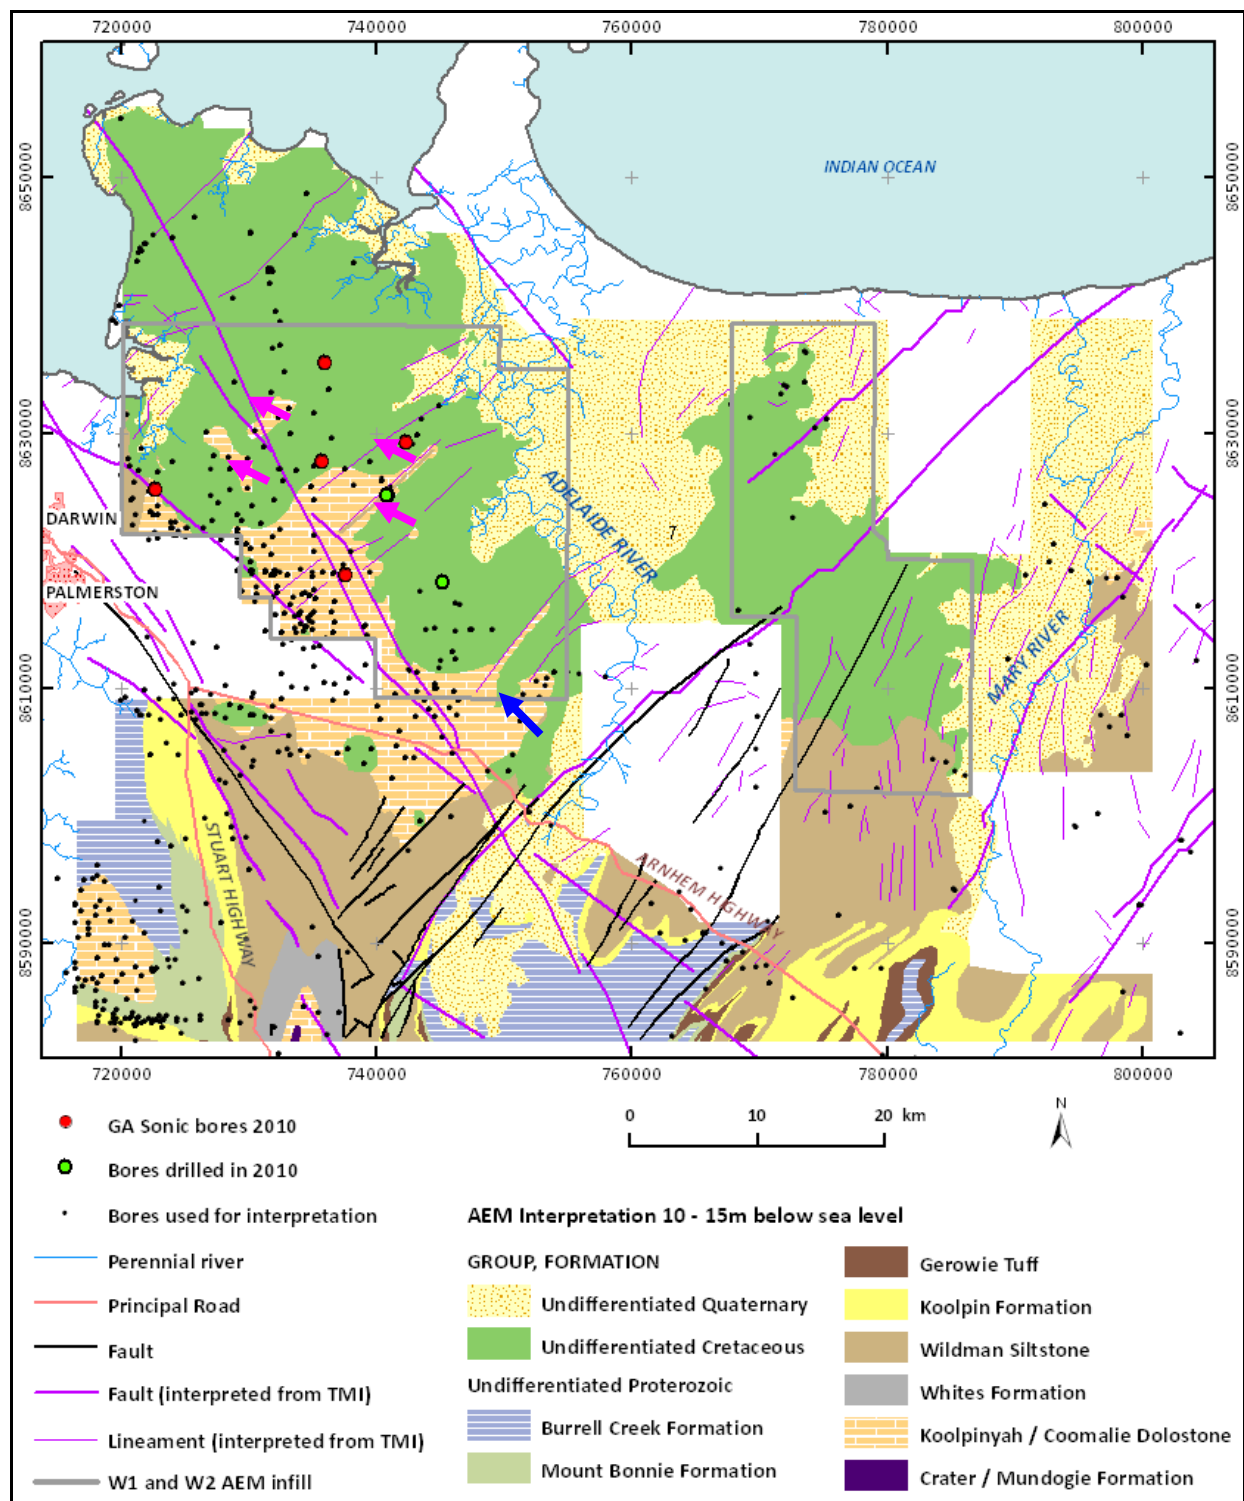 720000 740000 760000 780000 800000
8650000 8650000
INDIAN OCEAN
8630000 8630000
ADELAIDE RIVER
DARWIN
7
PALMERSTON
8610000 8610000
MARY RIVER
STUART HIGHWAY
ARNHEM HIGHWAY
8590000 8590000
720000 740000 760000 780000 800000
0 10 20 km
N
GA Sonic bores 2010
Bores drilled in 2010
Bores used for interpretation
Perennial river
Principal Road
Fault
Fault (interpreted from TMI)
Lineament (interpreted from TMI)
W1 and W2 AEM infill
AEM Interpretation 10 - 15m below sea level
GROUP, FORMATION
Undifferentiated Quaternary
Undifferentiated Cretaceous
Undifferentiated Proterozoic
Burrell Creek Formation
Mount Bonnie Formation
Gerowie Tuff
Koolpin Formation
Wildman Siltstone
Whites Formation
Koolpinyah / Coomalie Dolostone
Crater / Mundogie Formation